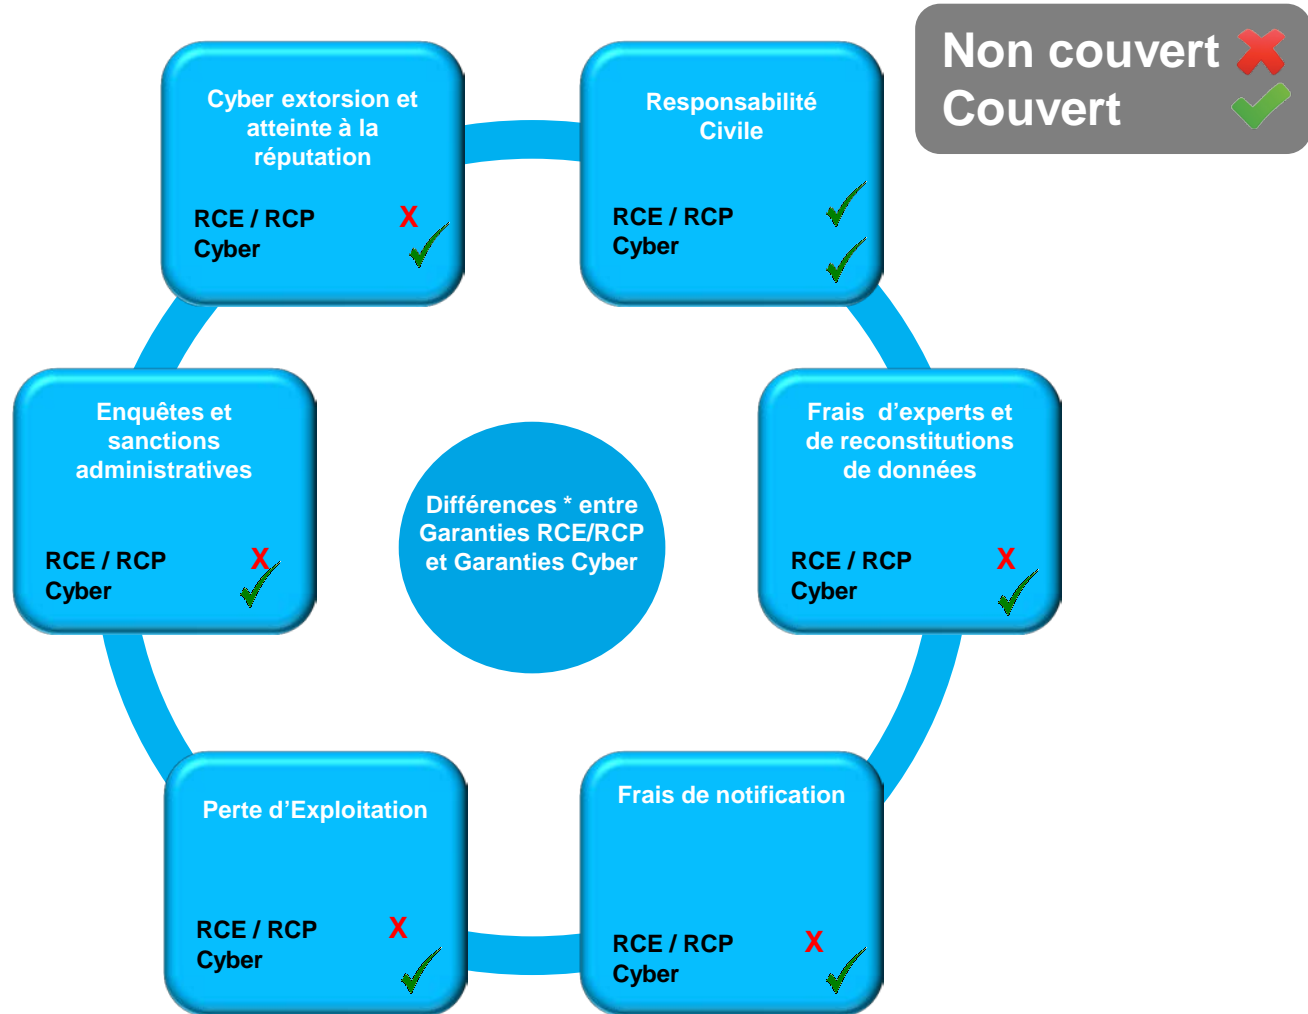 Non couvert
Couvert
Cyber extorsion et
atteinte à la
réputation
RCE / RCP X
Cyber
Responsabilité
Civile
RCE / RCP
Cyber
Enquêtes et
sanctions
administratives
RCE / RCP X
Cyber
Différences * entre
Garanties RCE/RCP
et Garanties Cyber
Frais d’experts et
de reconstitutions
de données
RCE / RCP X
Cyber
Perte d’Exploitation
RCE / RCP X
Cyber
Frais de notification
RCE / RCP X
Cyber